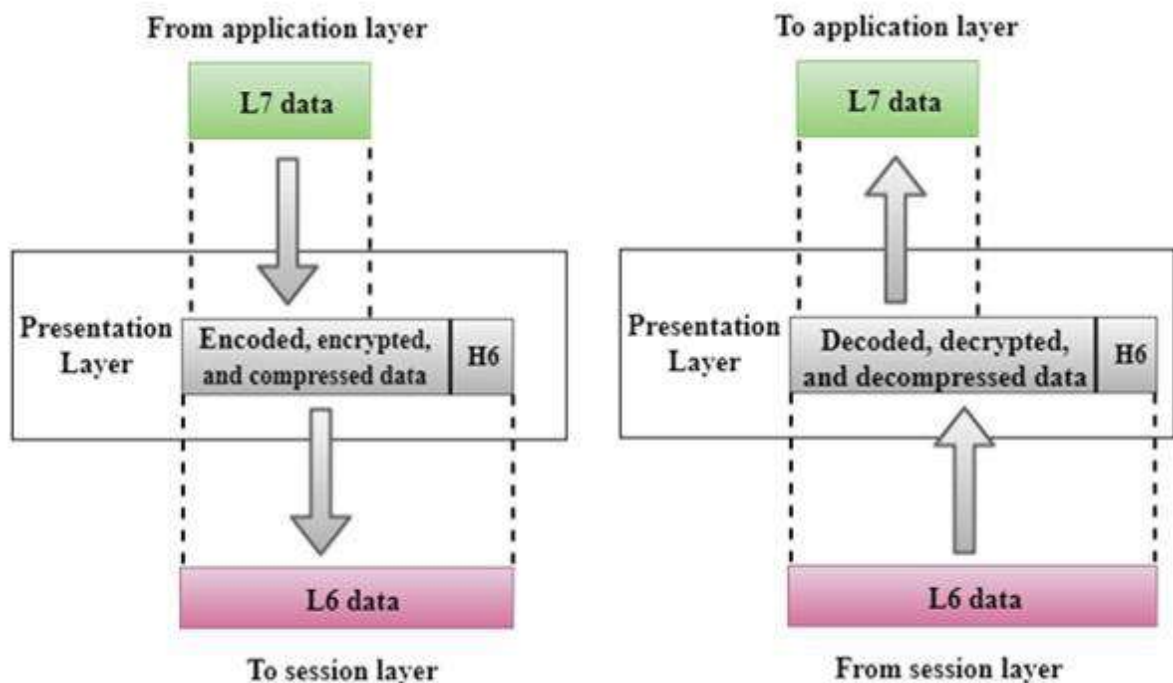 From application layer
L7 data
Presentation
Layer
Encoded, encrypted,
and compressed data
H6
L6 data
To session layer
To application layer
L7 data
Presentation
Layer
Decoded, decrypted,
and decompressed data
H6
L6 data
From session layer